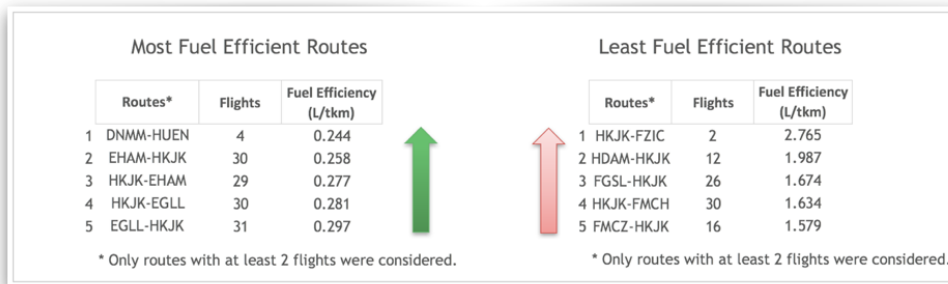 Most Fuel Efficient Routes
Routes* Flights Fuel Efficiency (L/tkm)
1 DNMM-HUEN 4 0.244
2 EHAM-HKJK 30 0.258
3 HKJK-EHAM 29 0.277
4 HKJK-EGLL 30 0.281
5 EGLL-HKJK 31 0.297
* Only routes with at least 2 flights were considered.
Least Fuel Efficient Routes
Routes* Flights Fuel Efficiency (L/tkm)
1 HKJK-FZIC 2 2.765
2 HDAM-HKJK 12 1.987
3 FGSL-HKJK 26 1.674
4 HKJK-FMCH 30 1.634
5 FMCZ-HKJK 16 1.579
* Only routes with at least 2 flights were considered.